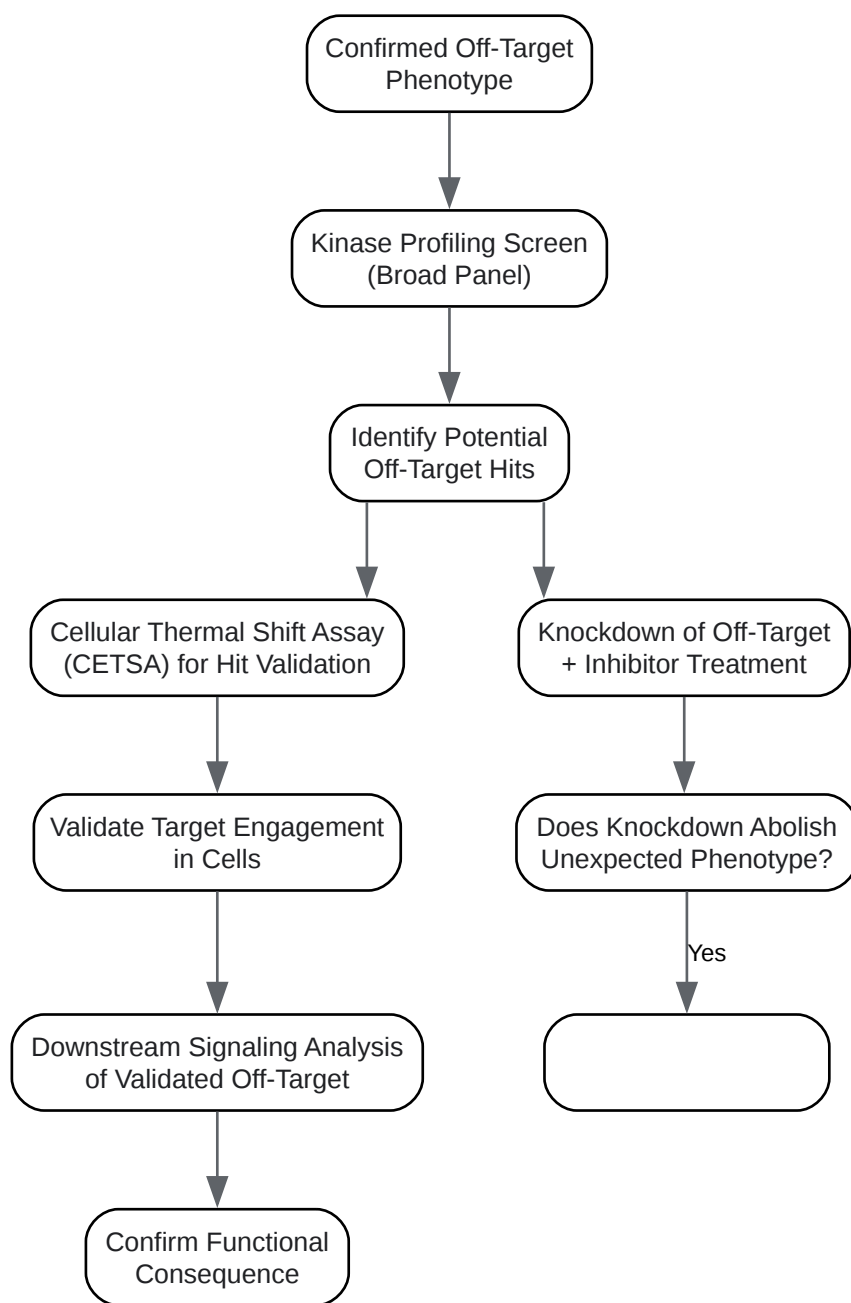 Confirmed Off-Target
Phenotype
Kinase Profiling Screen
(Broad Panel)
Identify Potential
Off-Target Hits
Cellular Thermal Shift Assay
(CETSA) for Hit Validation
Knockdown of Off-Target
+ Inhibitor Treatment
Validate Target Engagement
in Cells
Does Knockdown Abolish
Unexpected Phenotype?
Yes
Downstream Signaling Analysis
of Validated Off-Target
Confirm Functional
Consequence